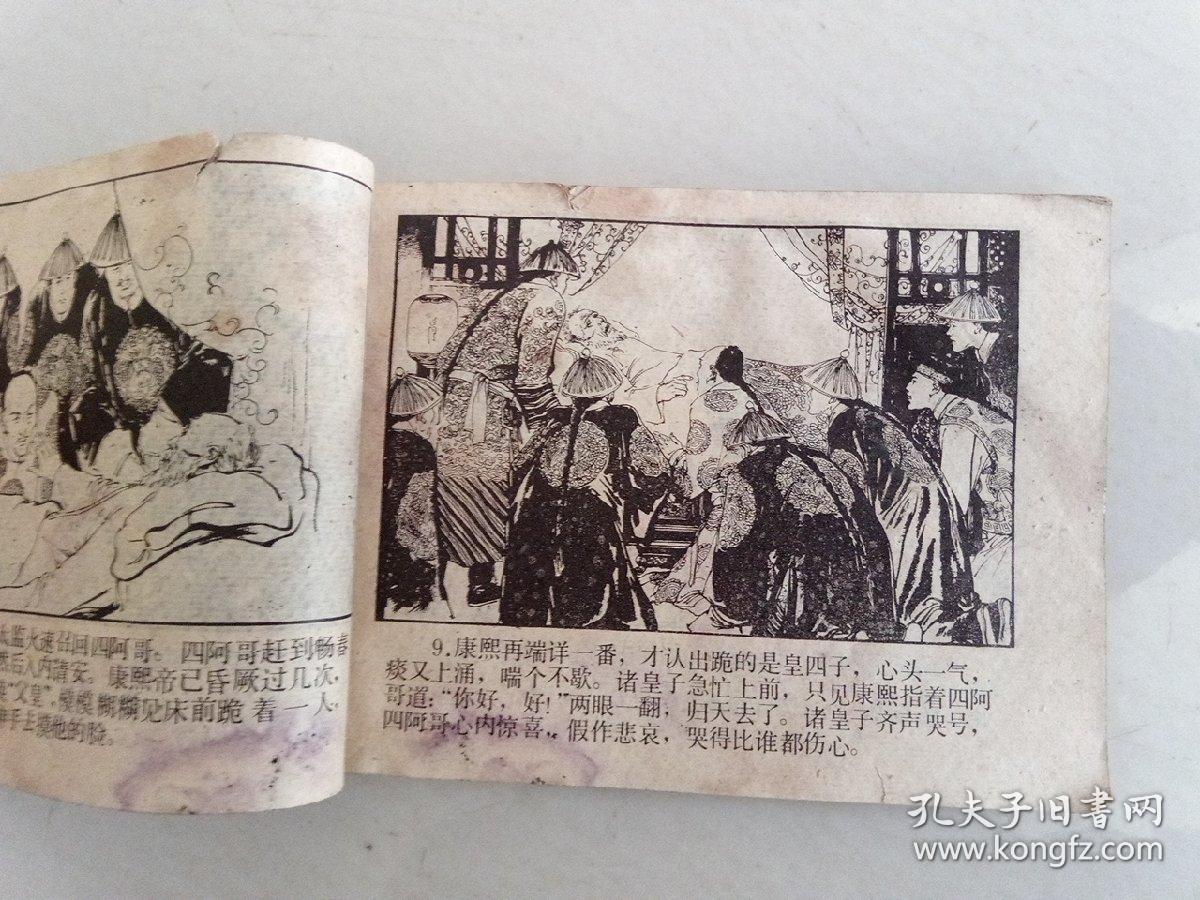 监火速召回四阿哥。四阿哥赶到畅春
然后入内请安。康熙帝已昏厥过几次，
“父皇”，模模糊糊见床前跪着一人，
手去摸他的脸。
9．康熙再端详一番，才认出跪的是皇四子，心头一气，
痰又上涌，喘个不歇。诸皇子急忙上前，只见康熙指着四阿
哥道：“你好，好！”两眼一翻，归天去了。诸皇子齐声哭号，
四阿哥心内惊喜，假作悲哀，哭得比谁都伤心。
孔夫子旧书网
www.kongfz.com